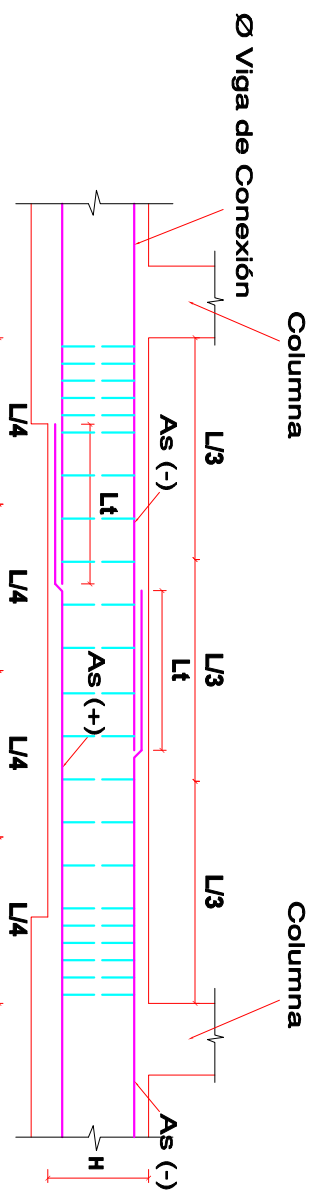 Columna
Columna
Ø Viga de Conexión
L/3
L/3
L/3
As (-)
As (-)
Lt
Lt
As (+)
H
L/4
L/4
L/4
L/4